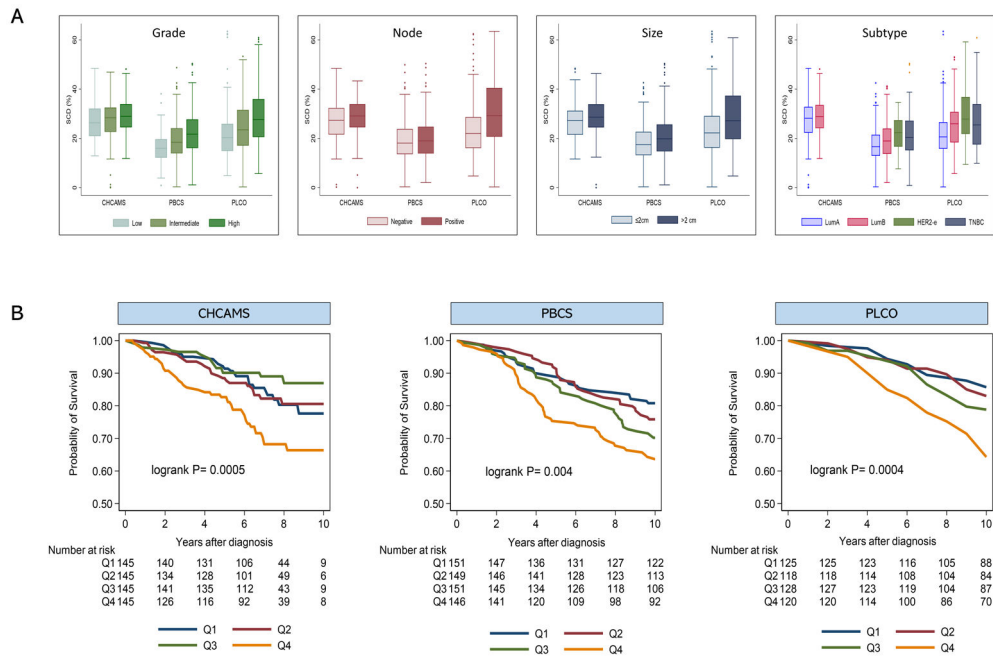 A
Grade
Node
Size
Subtype
SCD (%)
SCD (%)
SCD (%)
SCD (%)
60
40
20
0
60
40
20
0
60
40
20
0
60
40
20
0
CHCAMS PBCS PLCO
CHCAMS PBCS PLCO
CHCAMS PBCS PLCO
CHCAMS PBCS PLCO
Low Intermediate High
Negative Positive
≤2cm >2 cm
LumA LumB HER2-e TNBC
B
CHCAMS
PBCS
PLCO
Probablity of Survival
1.00
0.90
0.80
0.70
0.60
0.50
logrank P= 0.0005
0 2 4 6 8 10
Years after diagnosis
Number at risk
Q1 145 140 131 106 44 9
Q2 145 134 128 101 49 6
Q3 145 141 135 112 43 9
Q4 145 126 116 92 39 8
Q1 Q2
Q3 Q4
Probablity of Survival
1.00
0.90
0.80
0.70
0.60
0.50
logrank P= 0.004
0 2 4 6 8 10
Years after diagnosis
Number at risk
Q1 151 147 136 131 127 122
Q2 149 146 141 128 123 113
Q3 151 145 134 126 118 106
Q4 146 141 120 109 98 92
Q1 Q2
Q3 Q4
Probablity of Survival
1.00
0.90
0.80
0.70
0.60
0.50
logrank P= 0.0004
0 2 4 6 8 10
Years after diagnosis
Number at risk
Q1 125 125 123 116 105 88
Q2 118 118 114 108 104 84
Q3 128 127 123 119 104 87
Q4 120 120 114 100 86 70
Q1 Q2
Q3 Q4